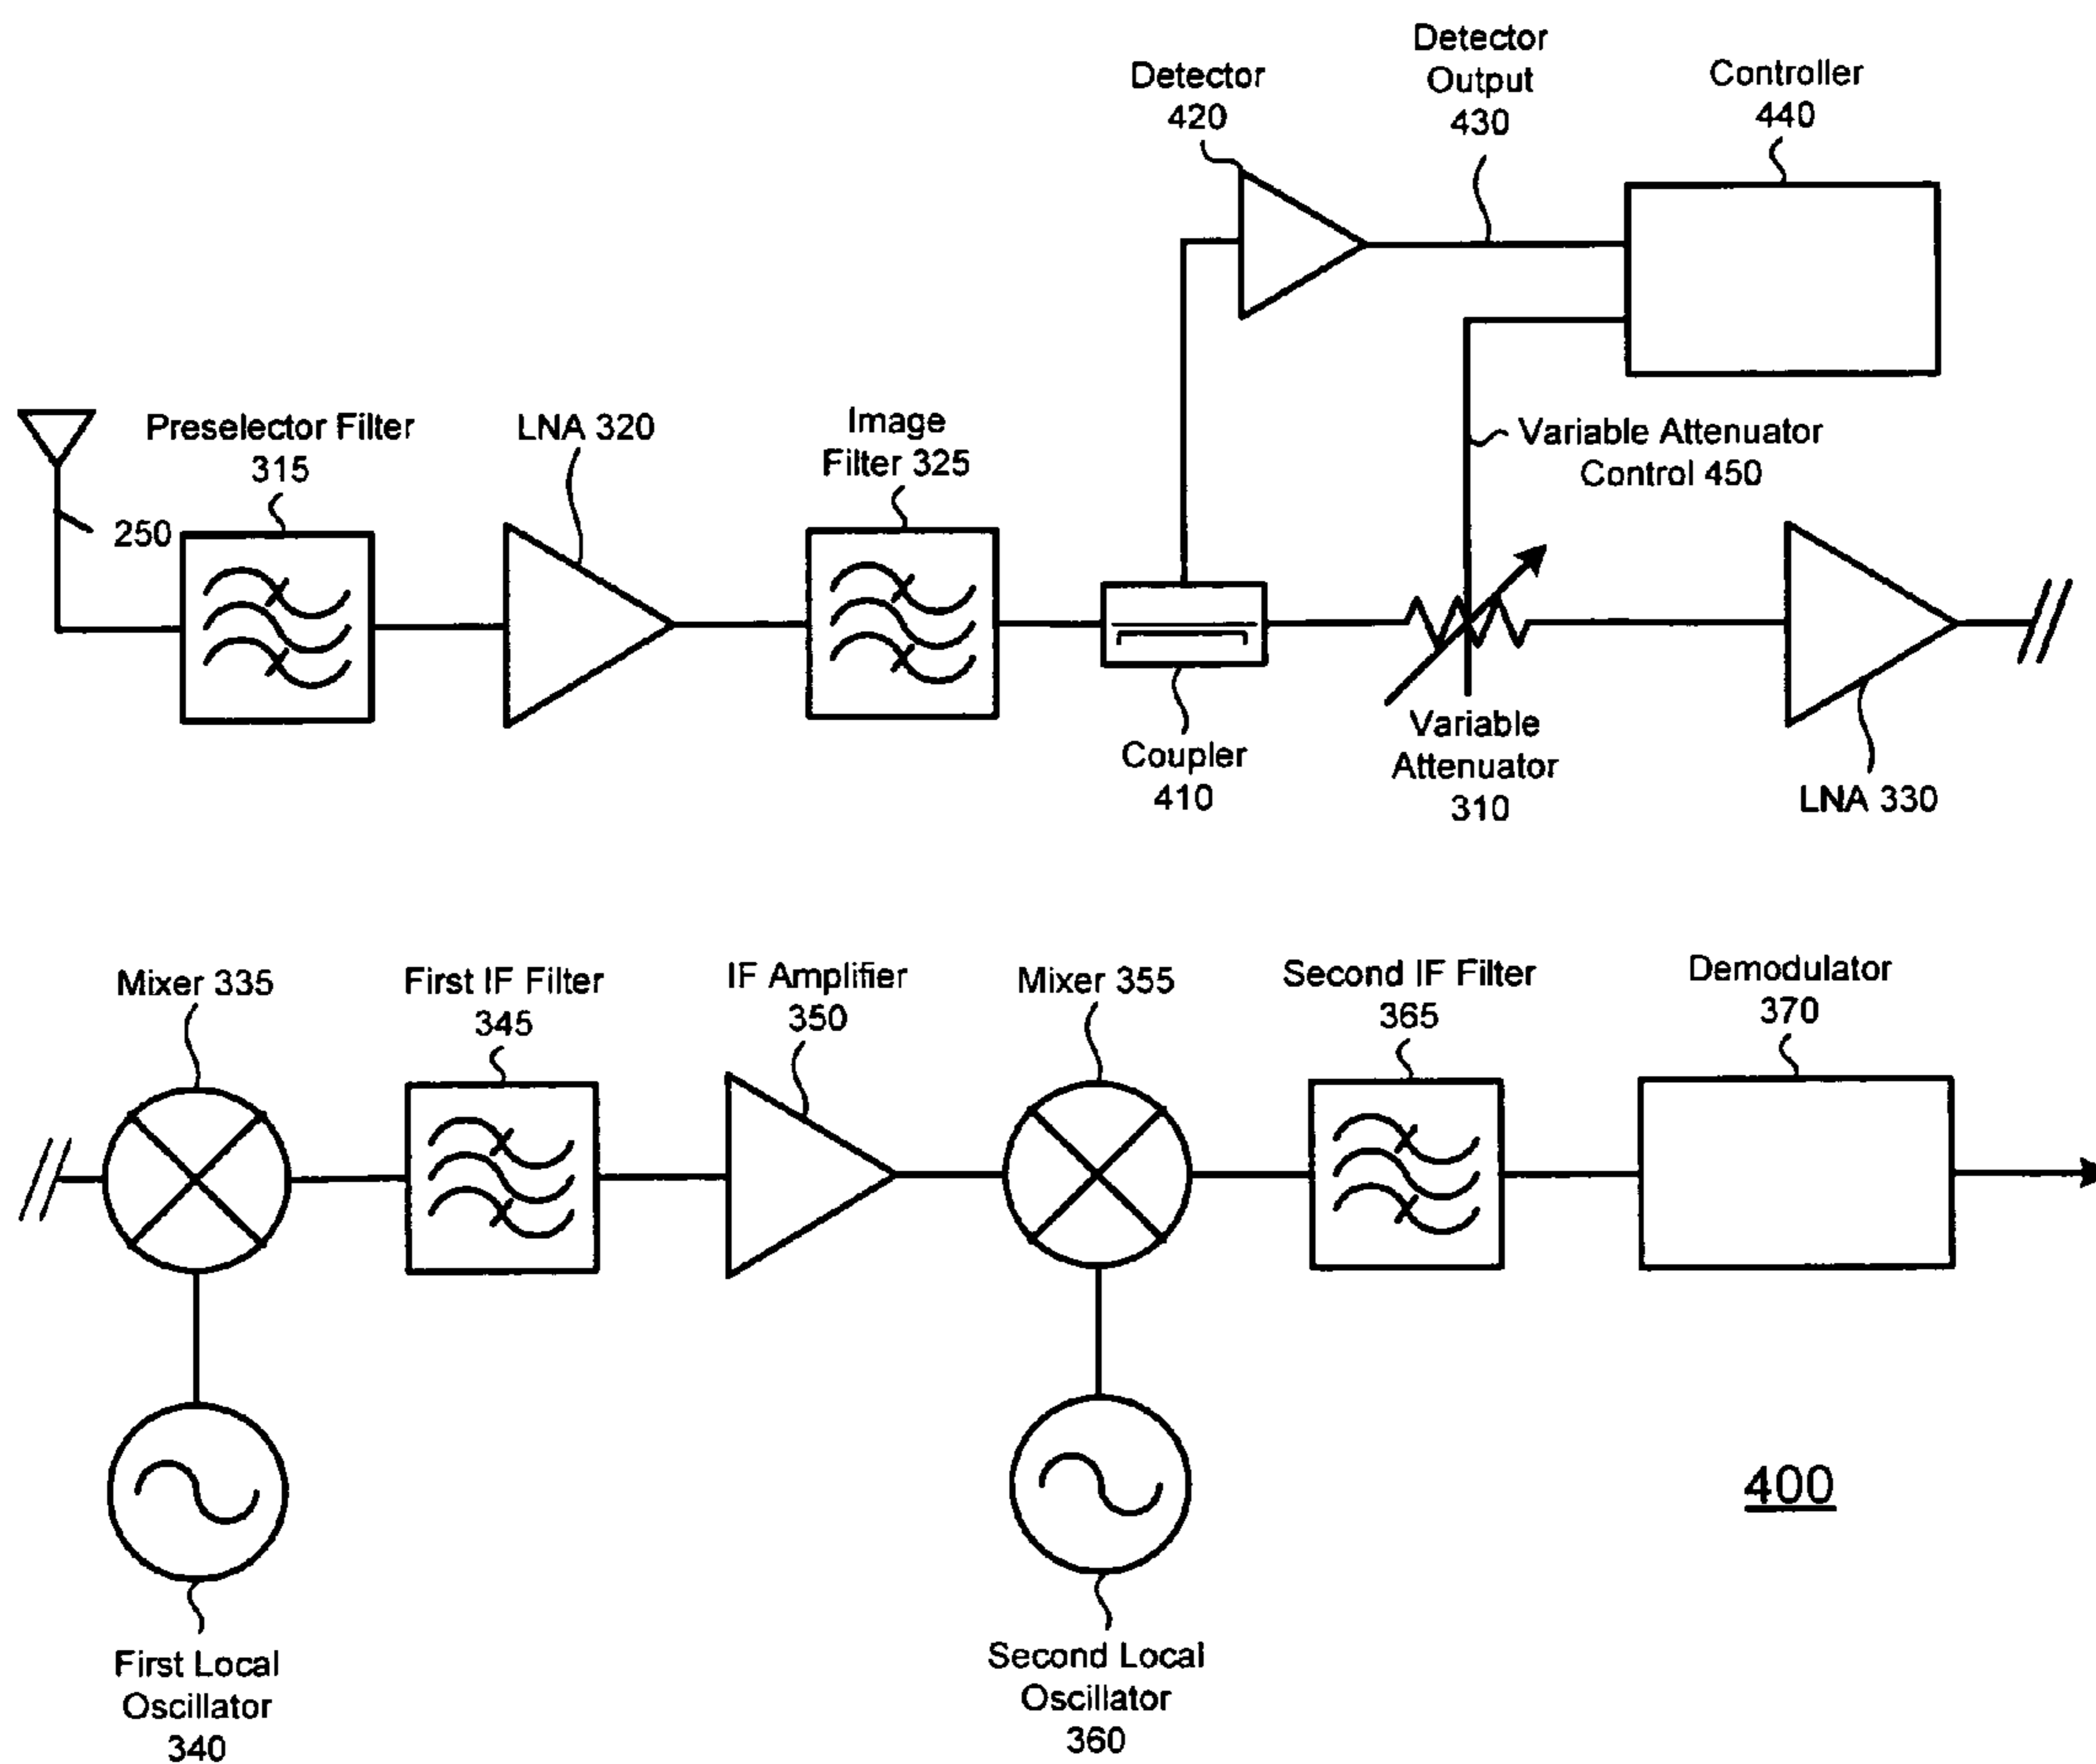 Detector
420
Detector
Output
430
Controller
440
Preselector Filter
315
LNA 320
Image
Filter 325
Variable Attenuator
Control 450
250
Coupler
410
Variable
Attenuator
310
LNA 330
Mixer 335
First IF Filter
345
IF Amplifier
350
Mixer 355
Second IF Filter
365
Demodulator
370
400
First Local
Oscillator
340
Second Local
Oscillator
360